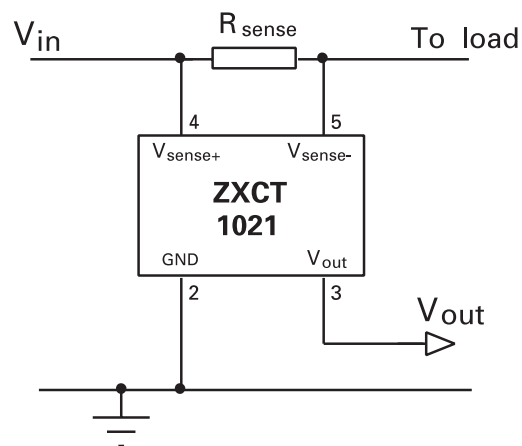 Vin
Rsense
To load
4
5
Vsense+
Vsense-
ZXCT
1021
GND
Vout
2
3
Vout